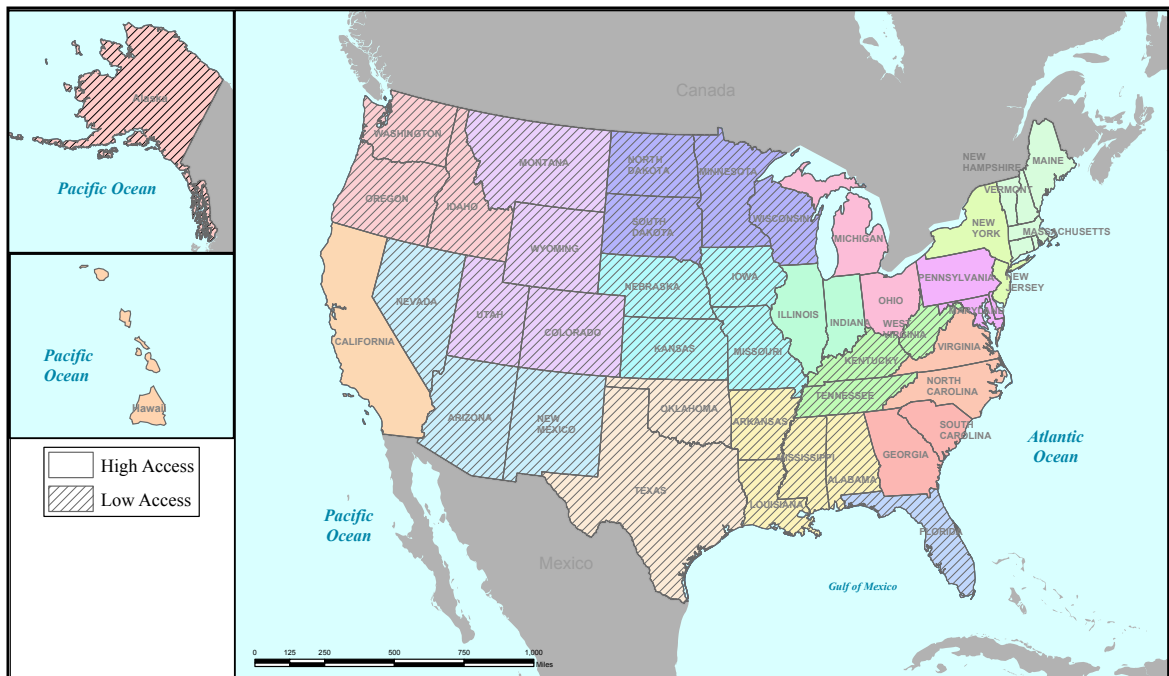 Alaska
Pacific Ocean
Pacific
Ocean
Hawaii
High Access
Low Access
Canada
WASHINGTON
MONTANA
NORTH
DAKOTA
MINNESOTA
OREGON
IDAHO
SOUTH
DAKOTA
WISCONSIN
MICHIGAN
NEW
HAMPSHIRE
MAINE
VERMONT
NEW
YORK
MASSACHUSETTS
WYOMING
NEBRASKA
IOWA
PENNSYLVANIA
NEW
JERSEY
NEVADA
UTAH
COLORADO
KANSAS
MISSOURI
ILLINOIS
INDIANA
OHIO
WEST
VIRGINIA
MARYLAND
CALIFORNIA
KENTUCKY
VIRGINIA
ARIZONA
NEW
MEXICO
OKLAHOMA
ARKANSAS
TENNESSEE
NORTH
CAROLINA
SOUTH
CAROLINA
TEXAS
LOUISIANA
MISSISSIPPI
ALABAMA
GEORGIA
FLORIDA
Atlantic
Ocean
Pacific
Ocean
Mexico
Gulf of Mexico
0 125 250 500 750 1,000
Miles